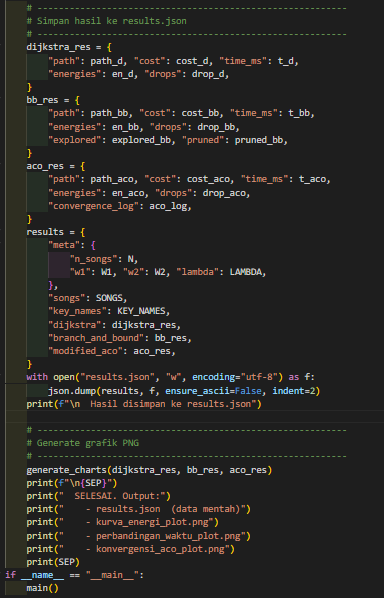 # ----------------------------------------------------------
# Simpan hasil ke results.json
# ----------------------------------------------------------
dijkstra_res = {
    "path": path_d, "cost": cost_d, "time_ms": t_d,
    "energies": en_d, "drops": drop_d,
}
bb_res = {
    "path": path_bb, "cost": cost_bb, "time_ms": t_bb,
    "energies": en_bb, "drops": drop_bb,
    "explored": explored_bb, "pruned": pruned_bb,
}
aco_res = {
    "path": path_aco, "cost": cost_aco, "time_ms": t_aco,
    "energies": en_aco, "drops": drop_aco,
    "convergence_log": aco_log,
}
results = {
    "meta": {
        "n_songs": N,
        "w1": W1, "w2": W2, "lambda": LAMBDA,
    },
    "songs": SONGS,
    "key_names": KEY_NAMES,
    "dijkstra": dijkstra_res,
    "branch_and_bound": bb_res,
    "modified_aco": aco_res,
}
with open("results.json", "w", encoding="utf-8") as f:
    json.dump(results, f, ensure_ascii=False, indent=2)
print(f"\n  Hasil disimpan ke results.json")
# ----------------------------------------------------------
# Generate grafik PNG
# ----------------------------------------------------------
generate_charts(dijkstra_res, bb_res, aco_res)
print(f"\n{SEP}")
print("  SELESAI. Output:")
print("    - results.json  (data mentah)")
print("    - kurva_energi_plot.png")
print("    - perbandingan_waktu_plot.png")
print("    - konvergensi_aco_plot.png")
print(SEP)
if __name__ == "__main__":
    main()